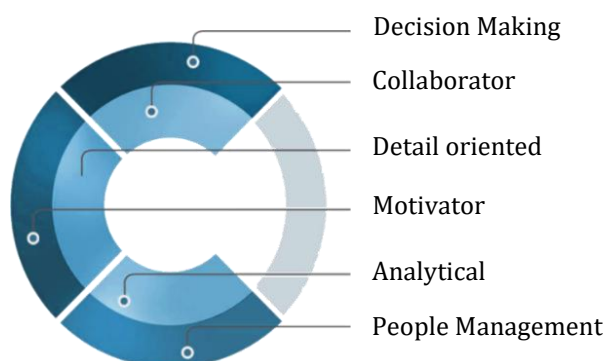 Decision Making
Collaborator
Detail oriented
Motivator
Analytical
People Management